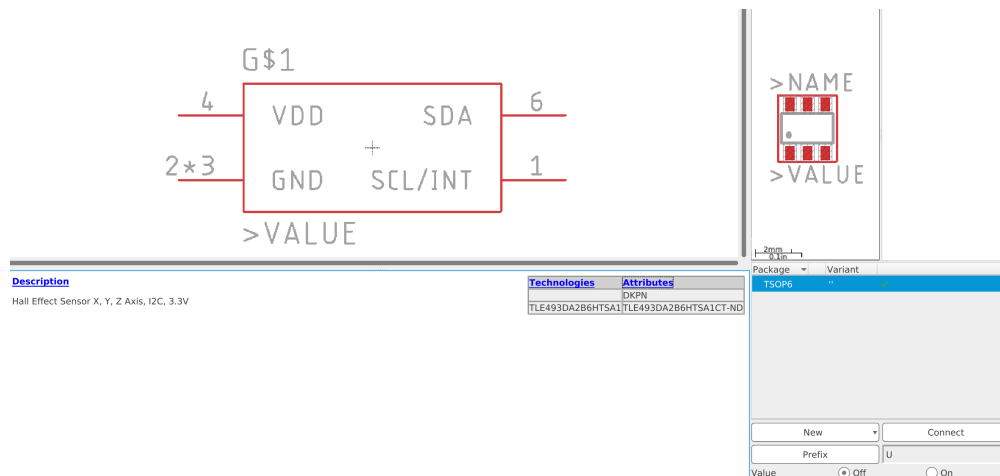 G$1
4 VDD SDA 6
2*3 GND SCL/INT 1
>VALUE
>NAME
>VALUE
2mm
0.1in
Description
Hall Effect Sensor X, Y, Z Axis, I2C, 3.3V
Technologies Attributes
DKPN
TLE493DA2B6HTSA1 TLE493DA2B6HTSA1CT-ND
Package Variant
TSOP6 ''
New Connect
Prefix U
Value Off On